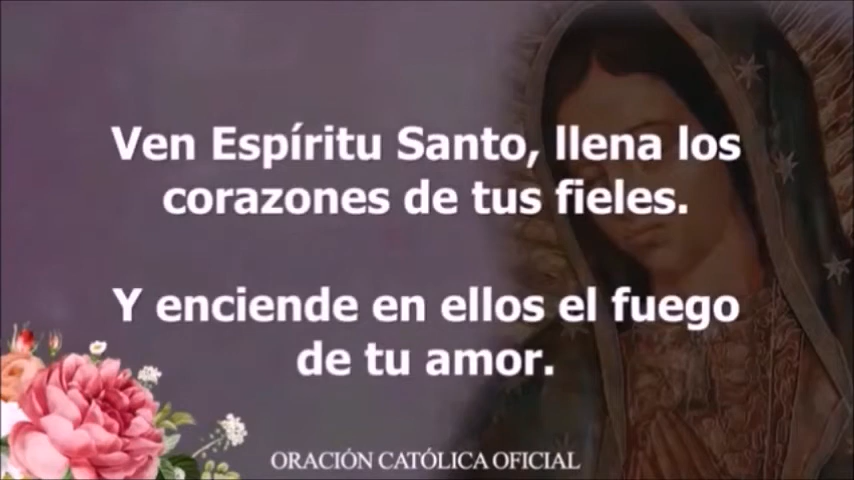 Ven Espíritu Santo, llena los
corazones de tus fieles.
Y enciende en ellos el fuego
de tu amor.
ORACIÓN CATÓLICA OFICIAL